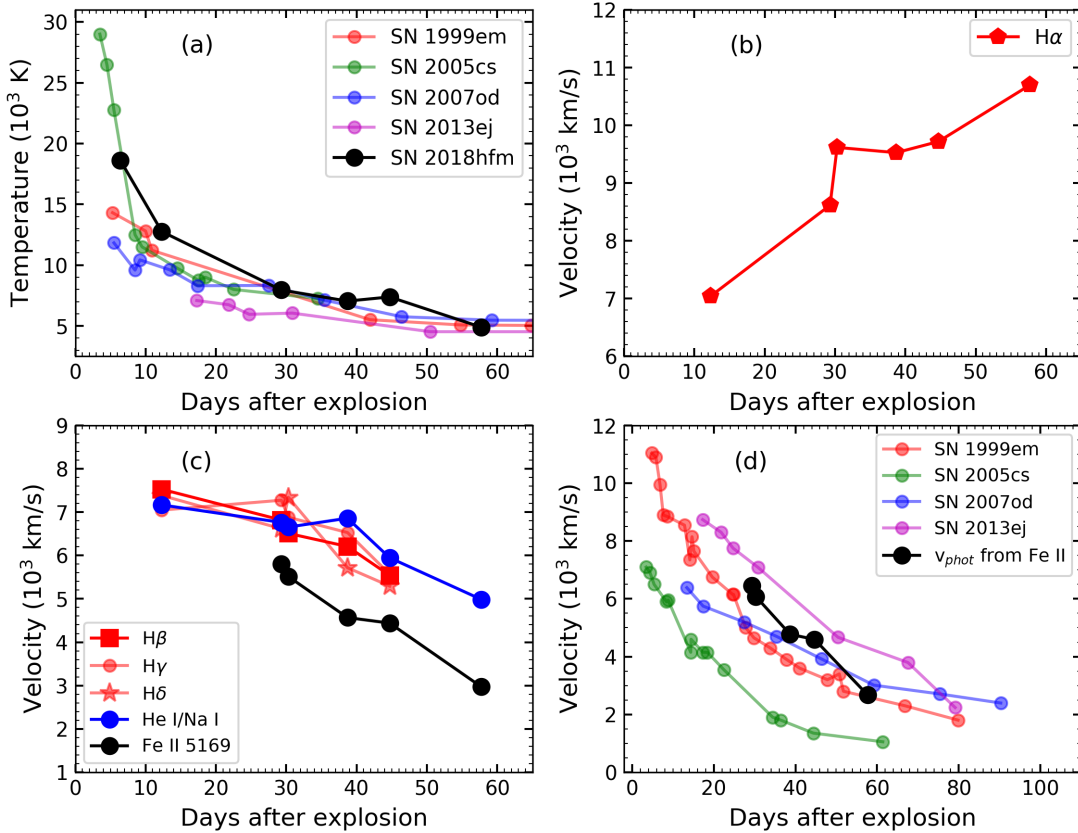 (a)
SN 1999em
SN 2005cs
SN 2007od
SN 2013ej
SN 2018hfm
Temperature (10³ K)
30
25
20
15
10
5
0 10 20 30 40 50 60
Days after explosion
(b)
Hα
Velocity (10³ km/s)
12
11
10
9
8
7
6
0 10 20 30 40 50 60
Days after explosion
(c)
Hβ
Hγ
Hδ
He I/Na I
Fe II 5169
Velocity (10³ km/s)
9
8
7
6
5
4
3
2
1
0 10 20 30 40 50 60
Days after explosion
(d)
SN 1999em
SN 2005cs
SN 2007od
SN 2013ej
v_phot from Fe II
Velocity (10³ km/s)
12
10
8
6
4
2
0
0 20 40 60 80 100
Days after explosion